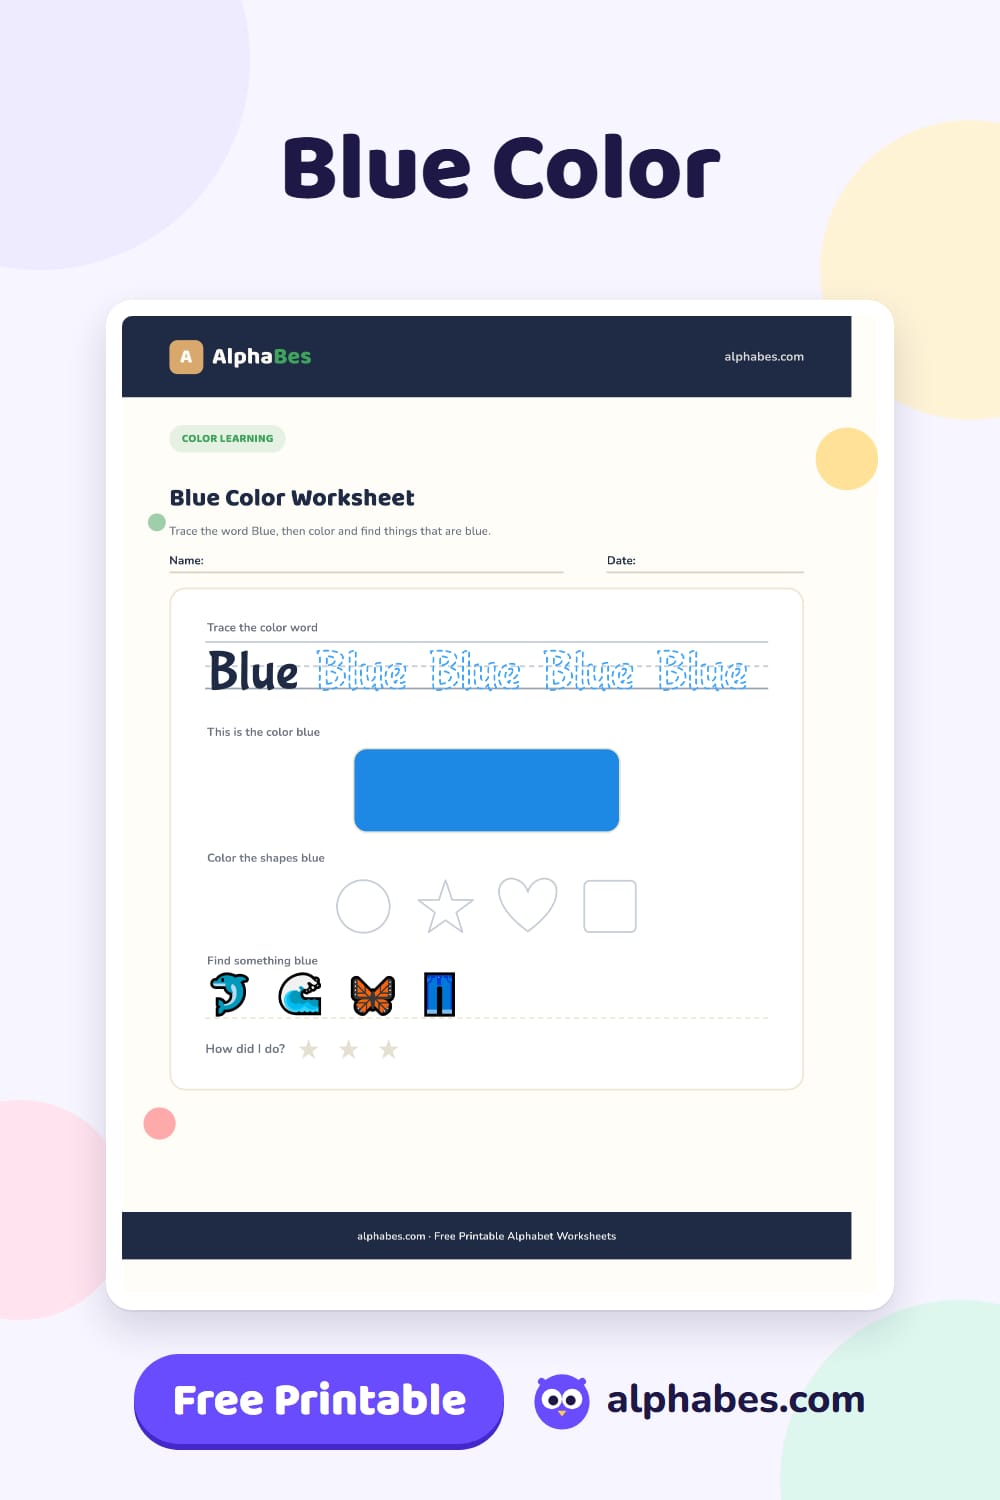 Blue Color
A AlphaBes
alphabes.com
COLOR LEARNING
Blue Color Worksheet
Trace the word Blue, then color and find things that are blue.
Name: Date:
Trace the color word
Blue Blue Blue Blue Blue
This is the color blue
Color the shapes blue
Find something blue
How did I do?
alphabes.com · Free Printable Alphabet Worksheets
Free Printable
alphabes.com